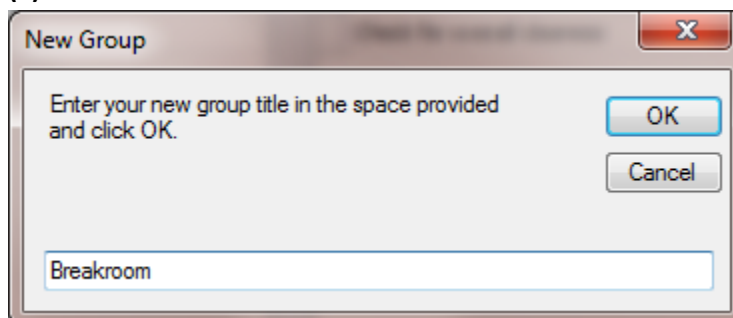 New Group
Enter your new group title in the space provided
and click OK.
OK
Cancel
Breakroom